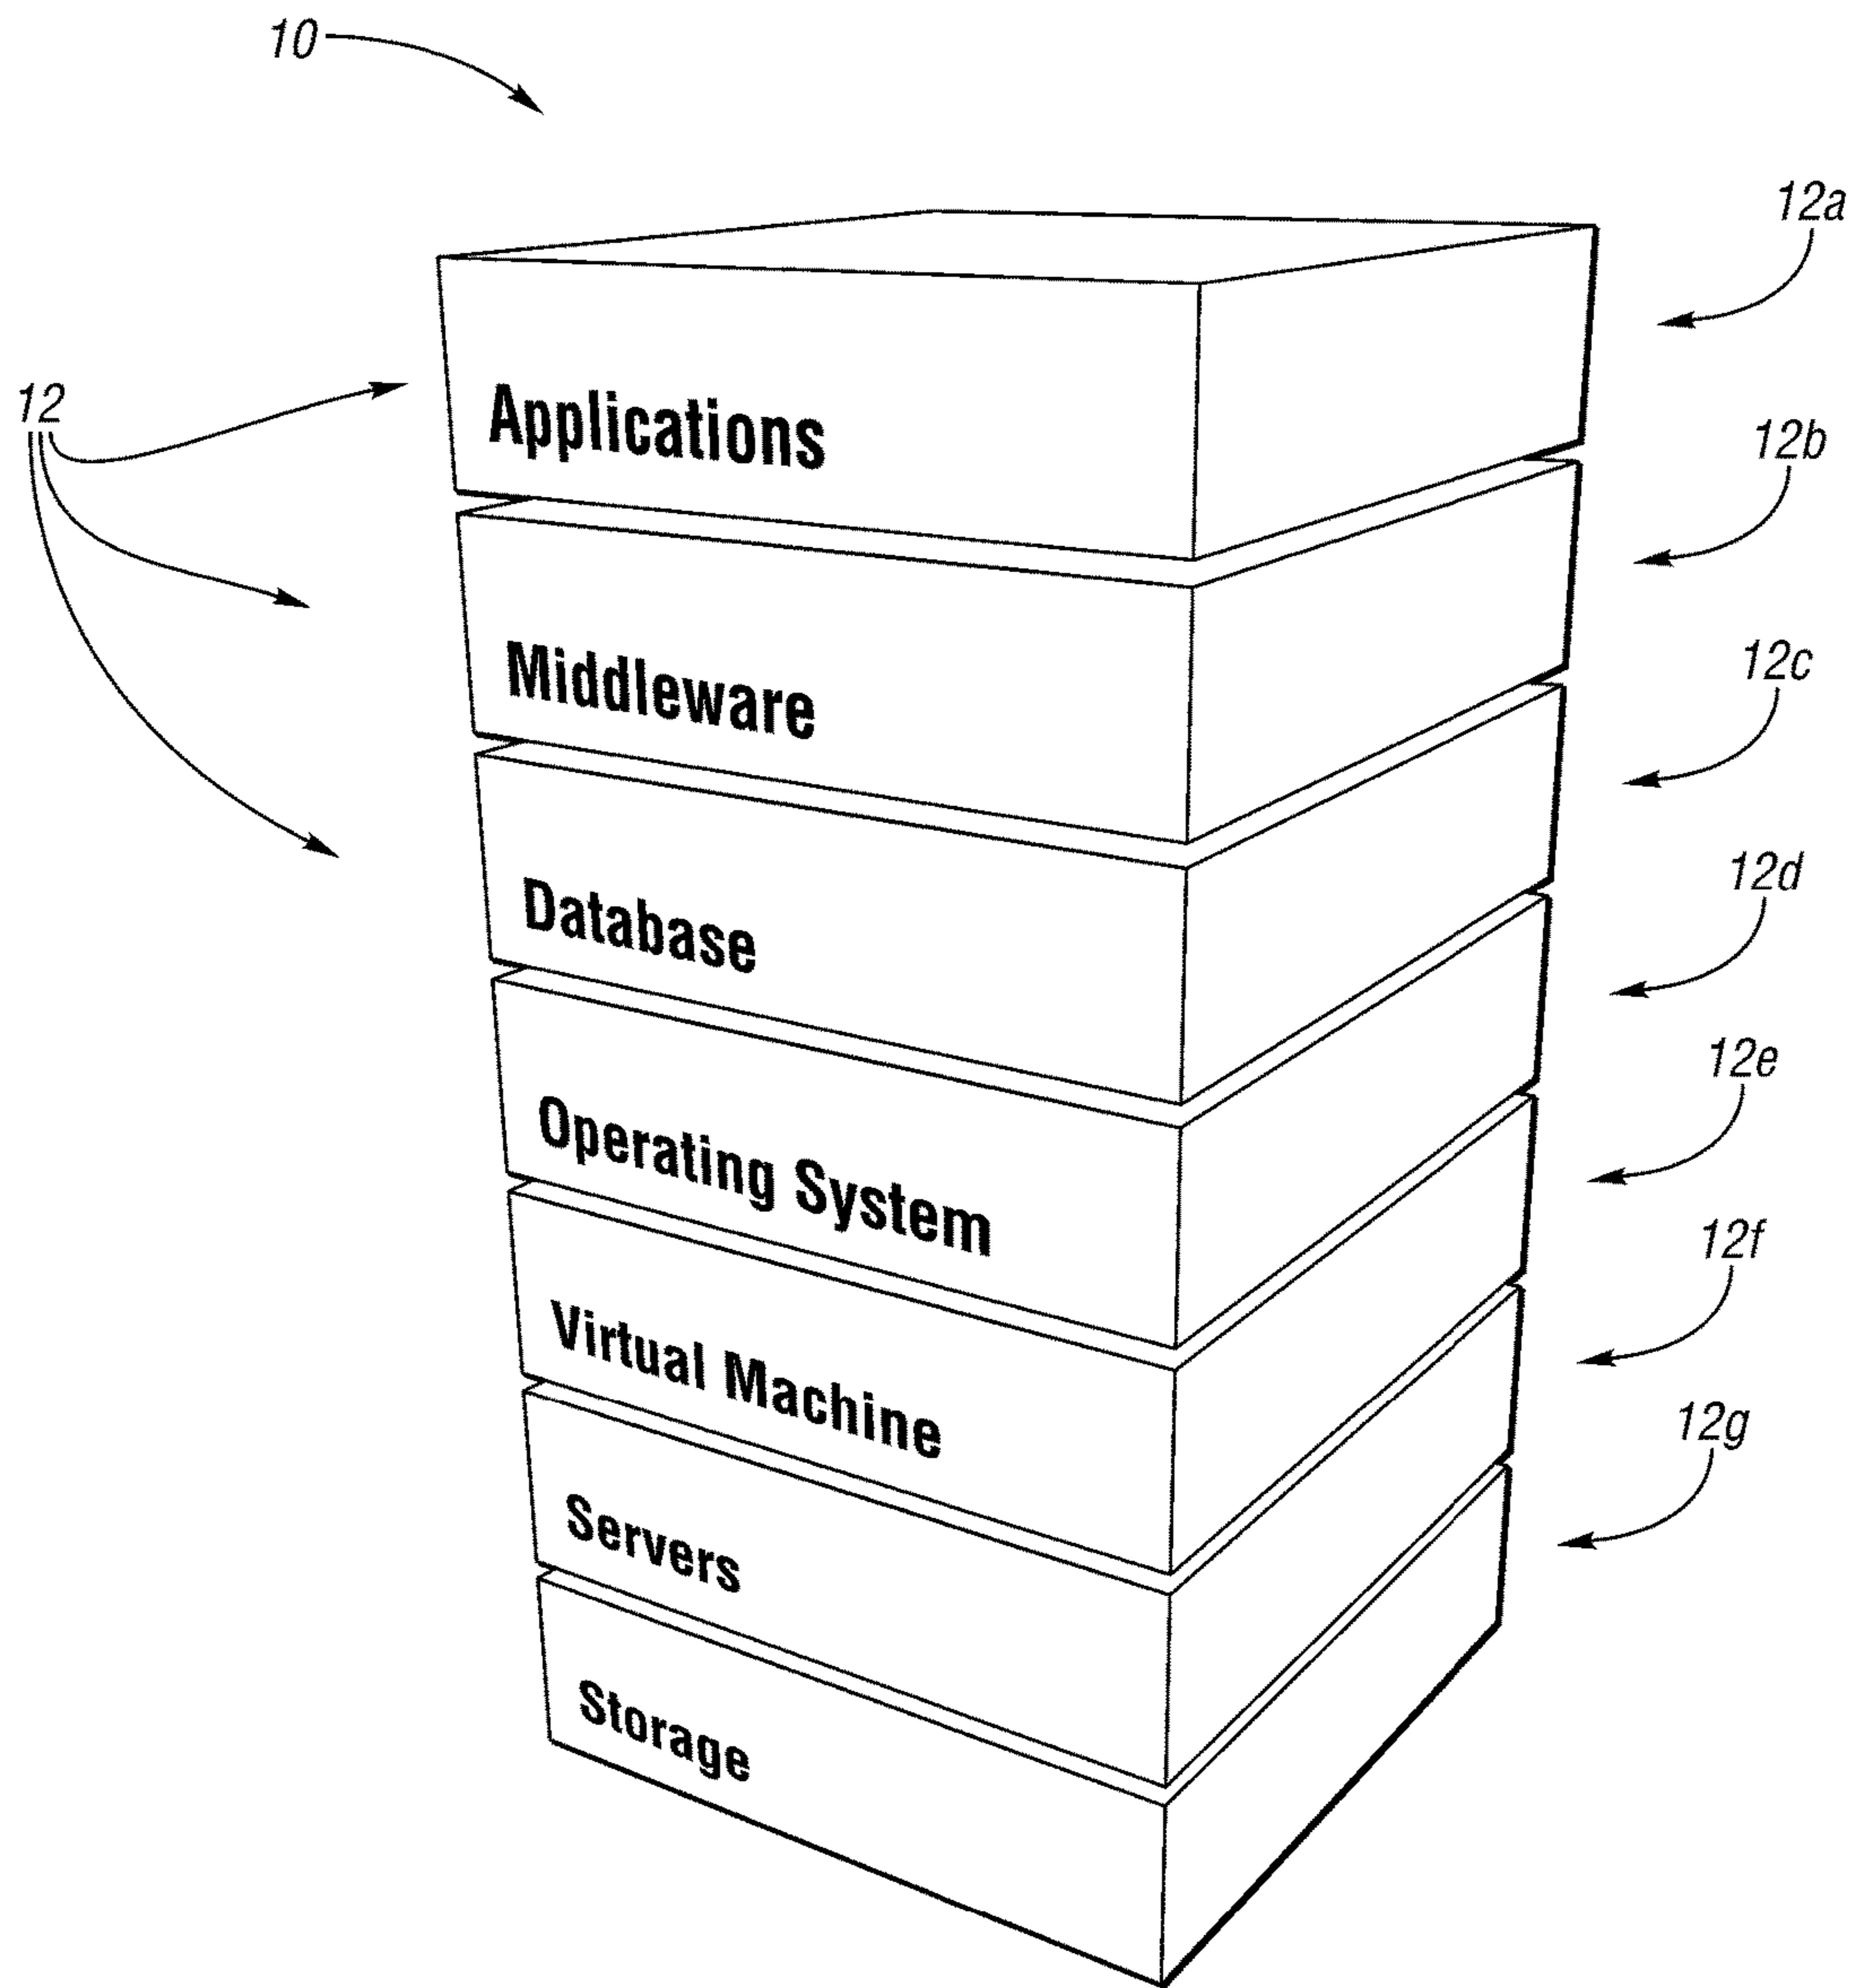 10
12a
12
Applications
12b
Middleware
12c
Database
12d
Operating System
12e
Virtual Machine
12f
Servers
12g
Storage